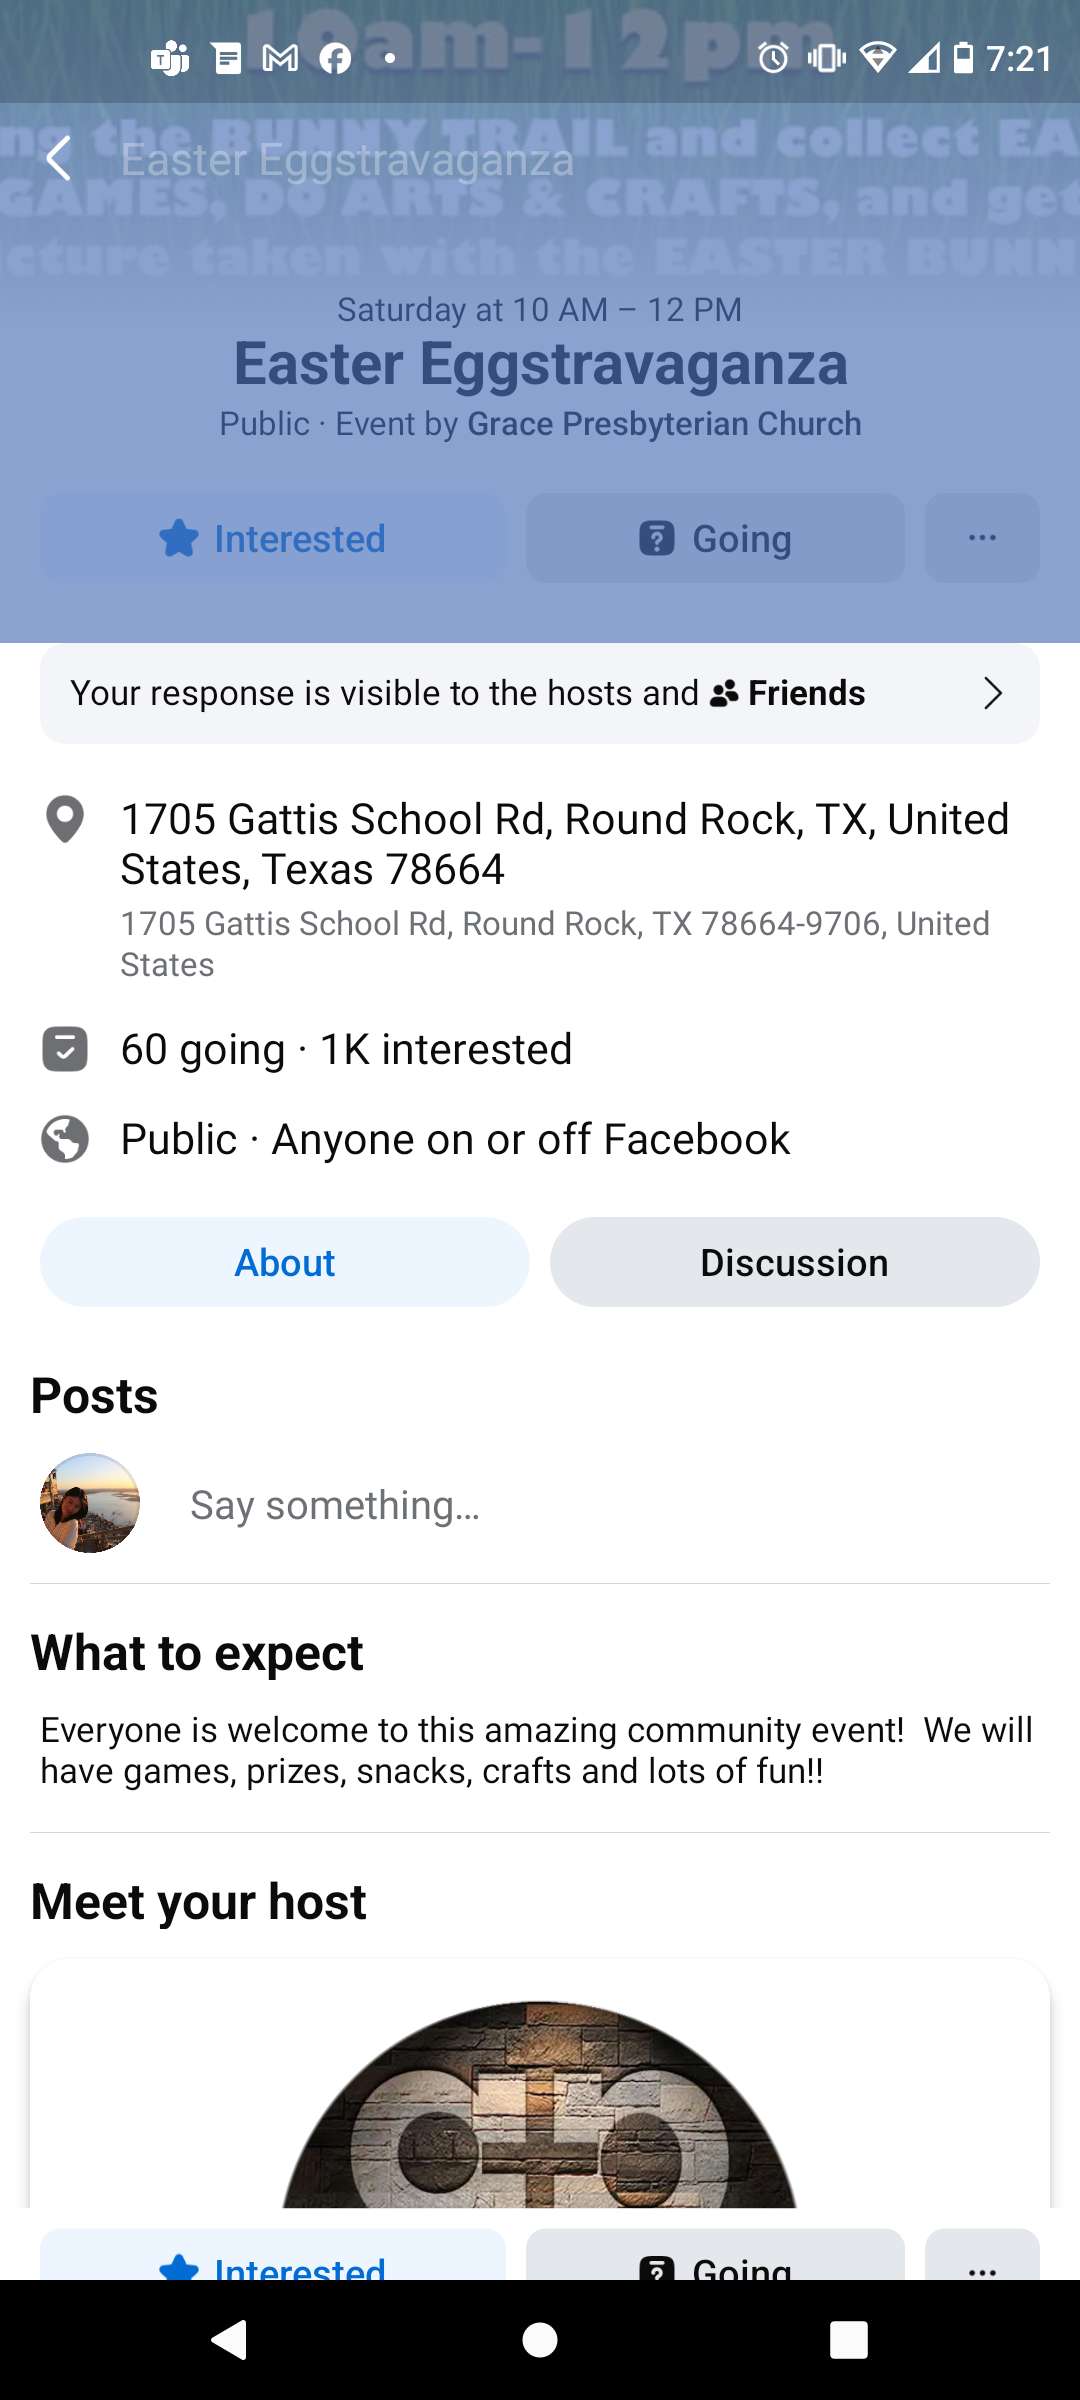 10am-12pm
7:21
ng the BUNNY TRAIL and collect EA
Easter Eggstravaganza
GAMES, DO ARTS & CRAFTS, and get
icture taken with the EASTER BUNN
Saturday at 10 AM – 12 PM
Easter Eggstravaganza
Public · Event by Grace Presbyterian Church
Interested
Going
Your response is visible to the hosts and Friends
1705 Gattis School Rd, Round Rock, TX, United
States, Texas 78664
1705 Gattis School Rd, Round Rock, TX 78664-9706, United
States
60 going · 1K interested
Public · Anyone on or off Facebook
About
Discussion
Posts
Say something...
What to expect
Everyone is welcome to this amazing community event!  We will
have games, prizes, snacks, crafts and lots of fun!!
Meet your host
Interested
Going